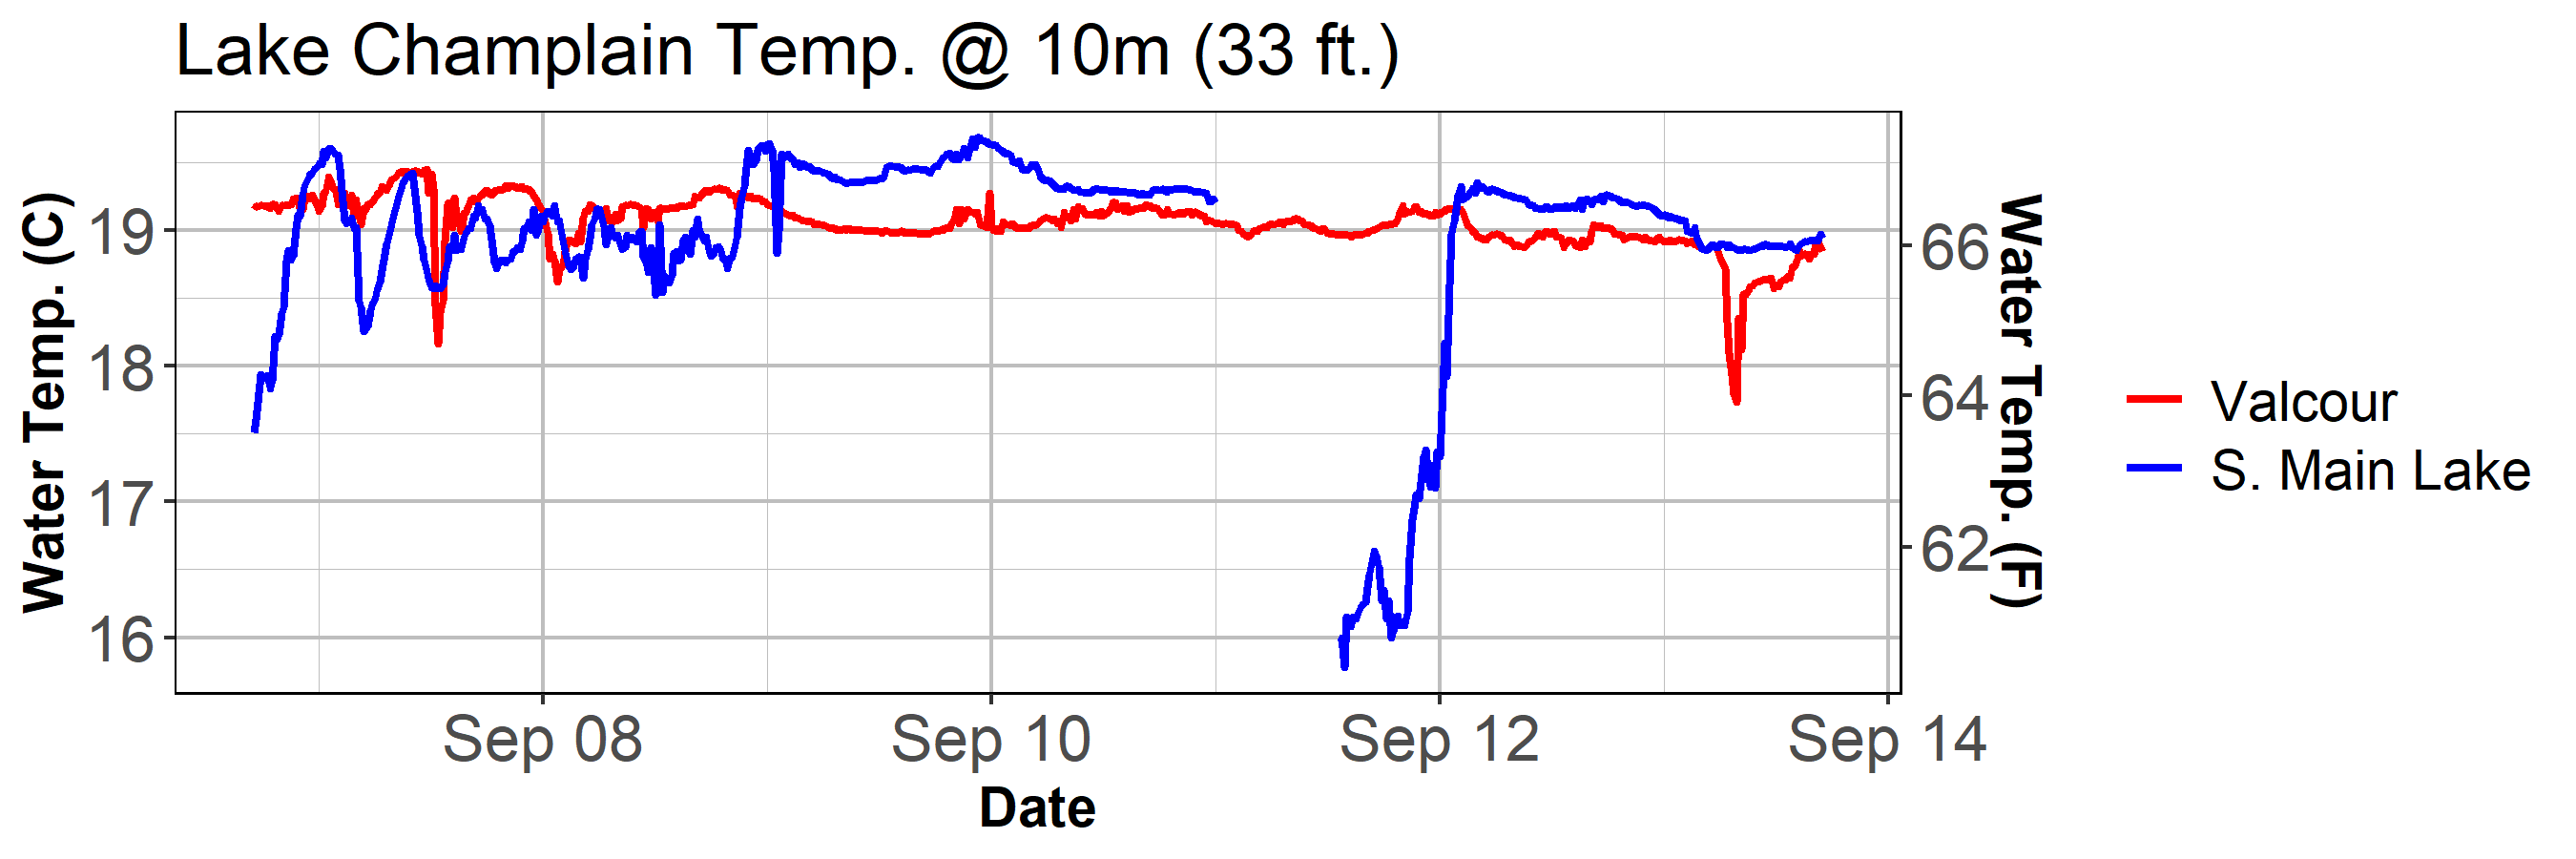 Lake Champlain Temp. @ 10m (33 ft.)
Water Temp. (C)
19
18
17
16
66
64
62
Water Temp. (F)
Sep 08
Sep 10
Sep 12
Sep 14
Date
Valcour
S. Main Lake